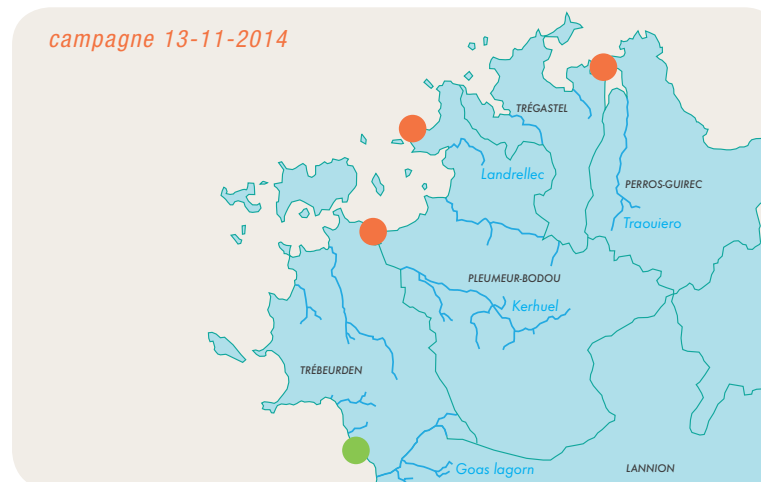 campagne 13-11-2014
TRÉGASTEL
Landrellec
PERROS-GUIREC
Traouiero
PLEUMEUR-BODOU
Kerhuel
TRÉBEURDEN
Goas lagorn
LANNION